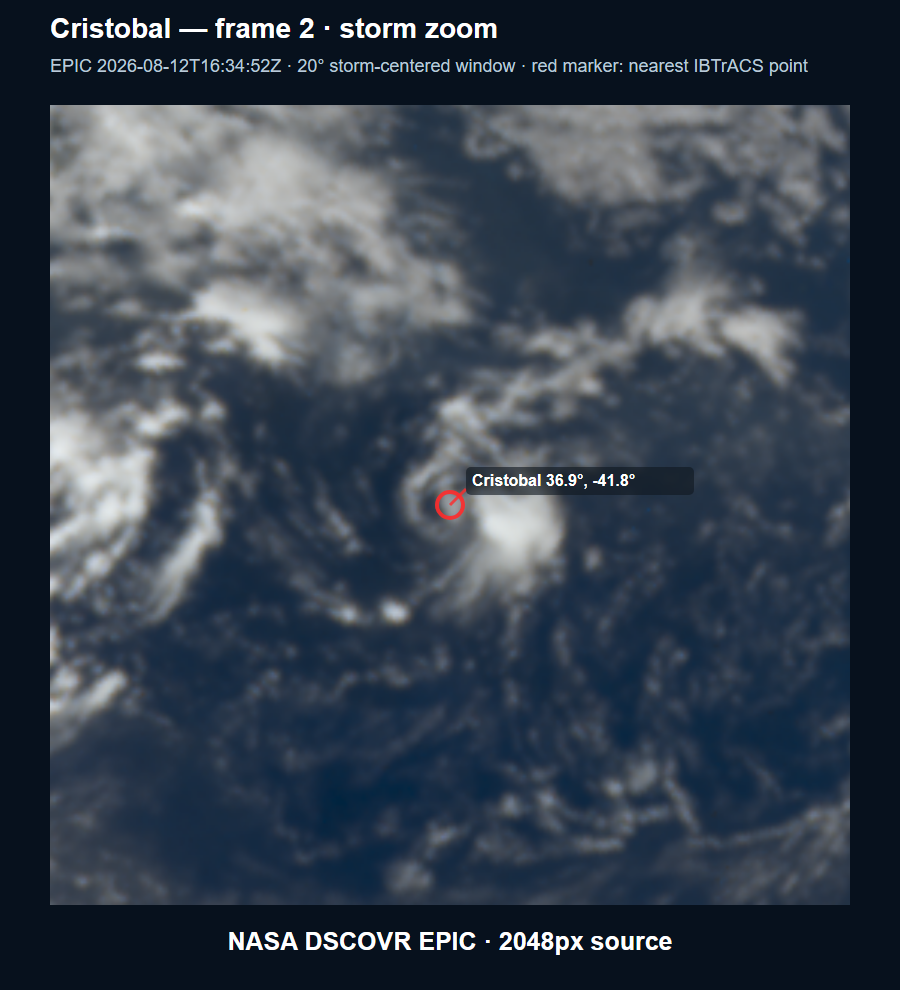 Cristobal — frame 2 · storm zoom
EPIC 2026-08-12T16:34:52Z · 20° storm-centered window · red marker: nearest IBTrACS point
Cristobal 36.9°, -41.8°
NASA DSCOVR EPIC · 2048px source